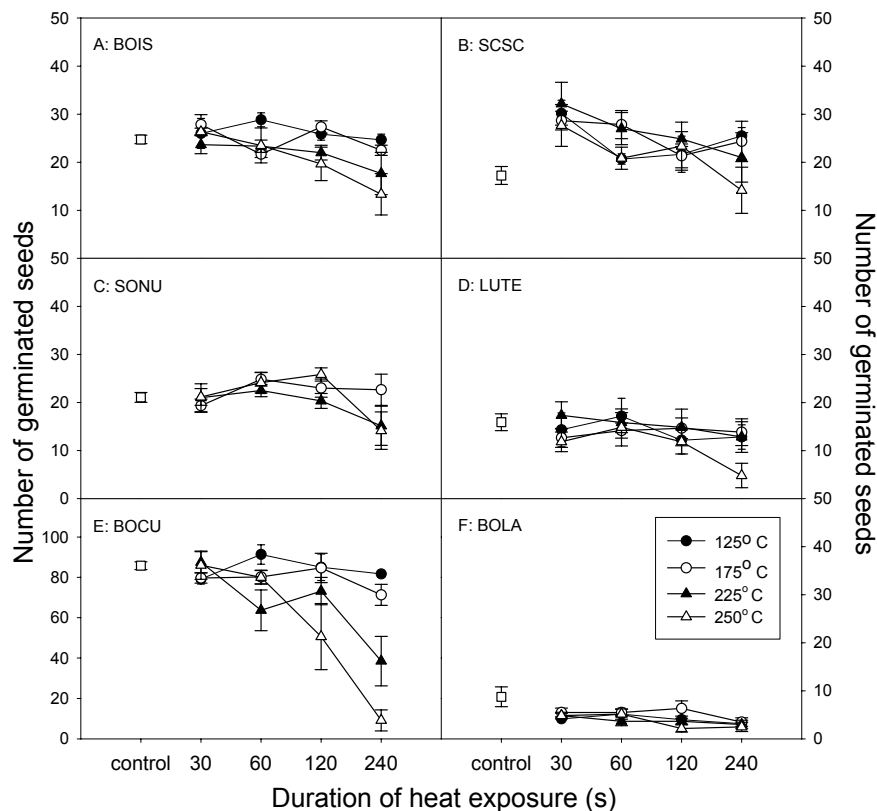 A: BOIS
B: SCSC
50
40
30
20
10
50
40
30
20
10
C: SONU
D: LUTE
50
40
30
20
10
0
50
40
30
20
10
E: BOCU
F: BOLA
100
80
60
40
20
0
50
40
30
20
10
0
125° C
175° C
225° C
250° C
Number of germinated seeds
Number of germinated seeds
control 30 60 120 240
control 30 60 120 240
Duration of heat exposure (s)